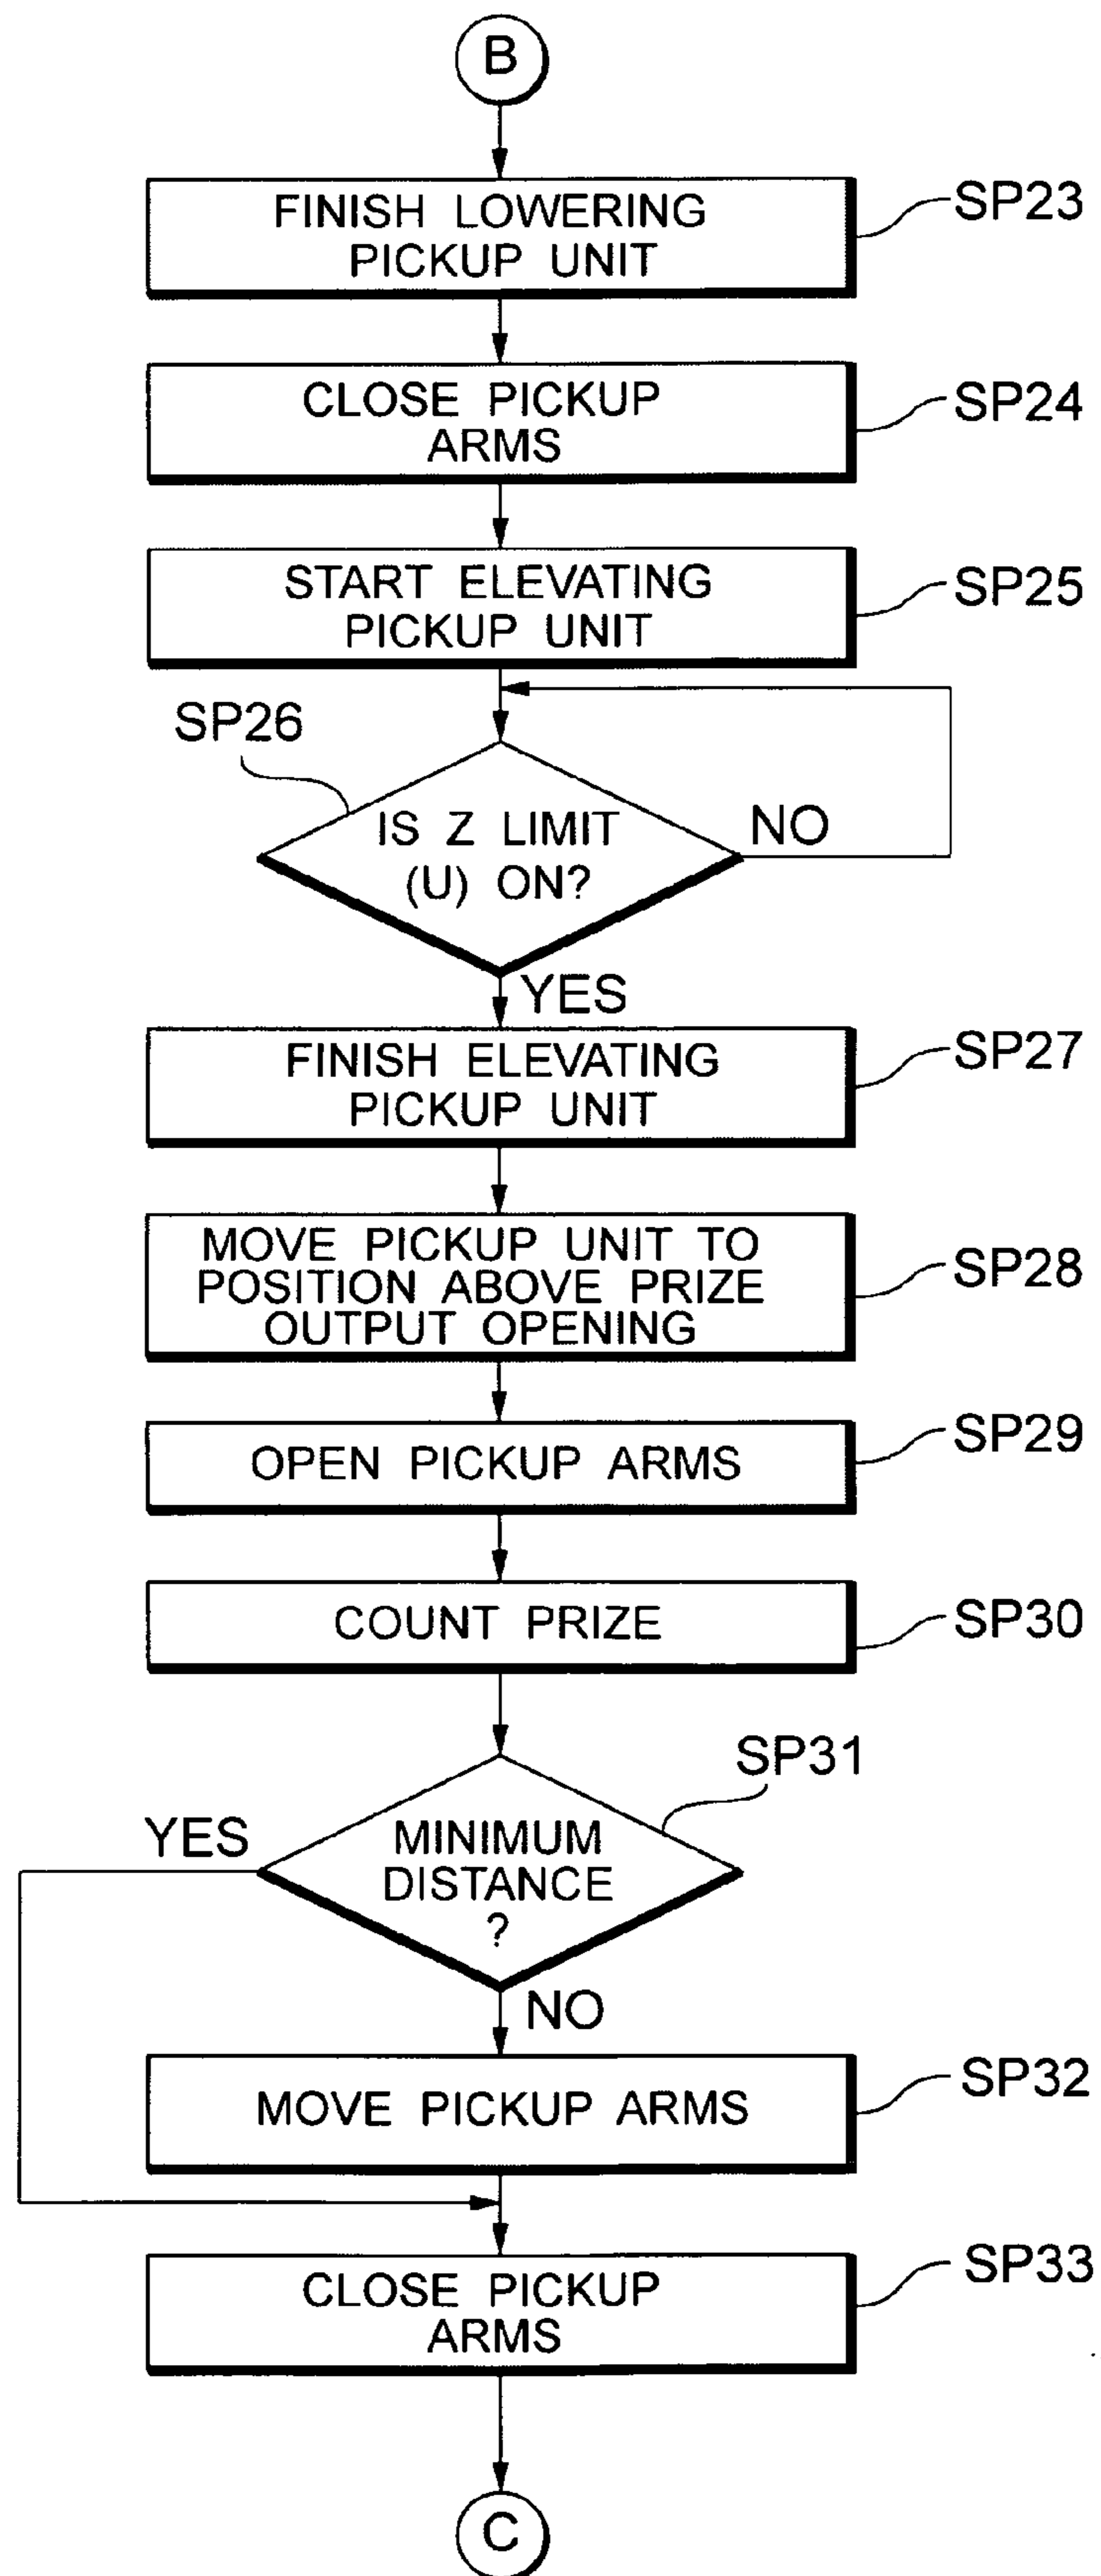 B
FINISH LOWERING
PICKUP UNIT
SP23
CLOSE PICKUP
ARMS
SP24
START ELEVATING
PICKUP UNIT
SP25
SP26
IS Z LIMIT
(U) ON?
NO
YES
FINISH ELEVATING
PICKUP UNIT
SP27
MOVE PICKUP UNIT TO
POSITION ABOVE PRIZE
OUTPUT OPENING
SP28
OPEN PICKUP ARMS
SP29
COUNT PRIZE
SP30
SP31
YES
MINIMUM
DISTANCE
?
NO
MOVE PICKUP ARMS
SP32
CLOSE PICKUP
ARMS
SP33
C